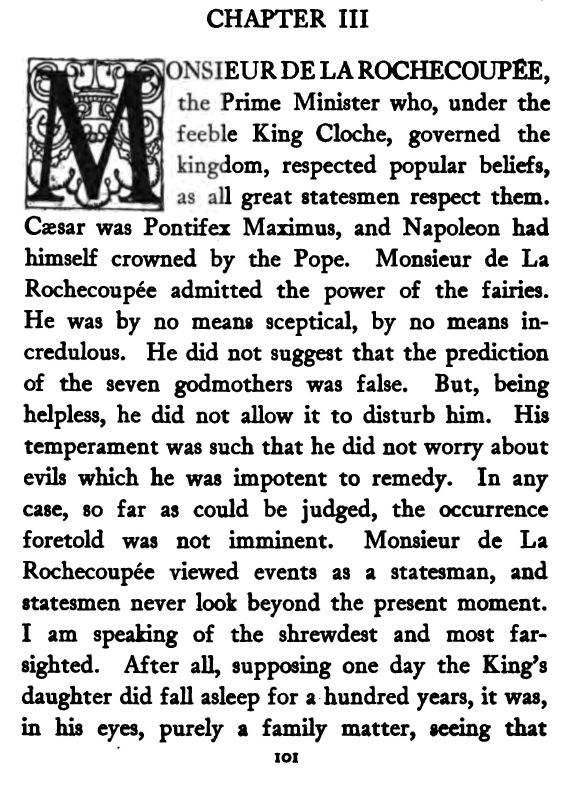 CHAPTER III
MONSIEUR DE LA ROCHECOUPÉE,
the Prime Minister who, under the
feeble King Cloche, governed the
kingdom, respected popular beliefs,
as all great statesmen respect them.
Cæsar was Pontifex Maximus, and Napoleon had
himself crowned by the Pope. Monsieur de La
Rochecoupée admitted the power of the fairies.
He was by no means sceptical, by no means in-
credulous. He did not suggest that the prediction
of the seven godmothers was false. But, being
helpless, he did not allow it to disturb him. His
temperament was such that he did not worry about
evils which he was impotent to remedy. In any
case, so far as could be judged, the occurrence
foretold was not imminent. Monsieur de La
Rochecoupée viewed events as a statesman, and
statesmen never look beyond the present moment.
I am speaking of the shrewdest and most far-
sighted. After all, supposing one day the King's
daughter did fall asleep for a hundred years, it was,
in his eyes, purely a family matter, seeing that
101